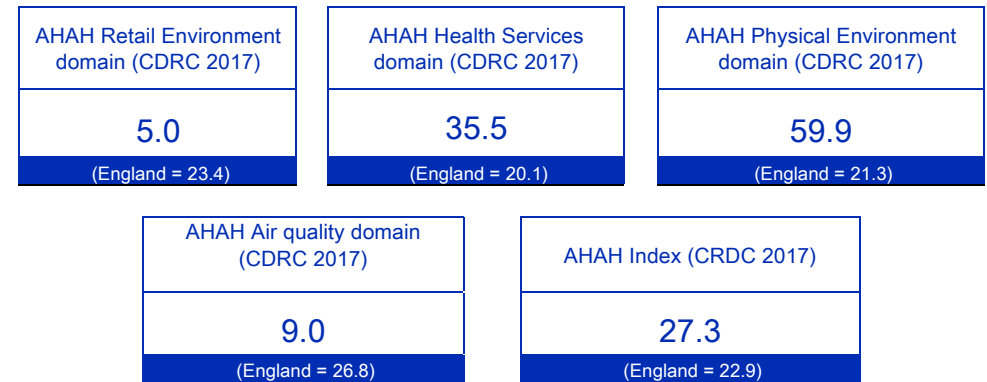 AHAH Retail Environment
domain (CDRC 2017)
5.0
(England = 23.4)
AHAH Health Services
domain (CDRC 2017)
35.5
(England = 20.1)
AHAH Physical Environment
domain (CDRC 2017)
59.9
(England = 21.3)
AHAH Air quality domain
(CDRC 2017)
9.0
(England = 26.8)
AHAH Index (CRDC 2017)
27.3
(England = 22.9)